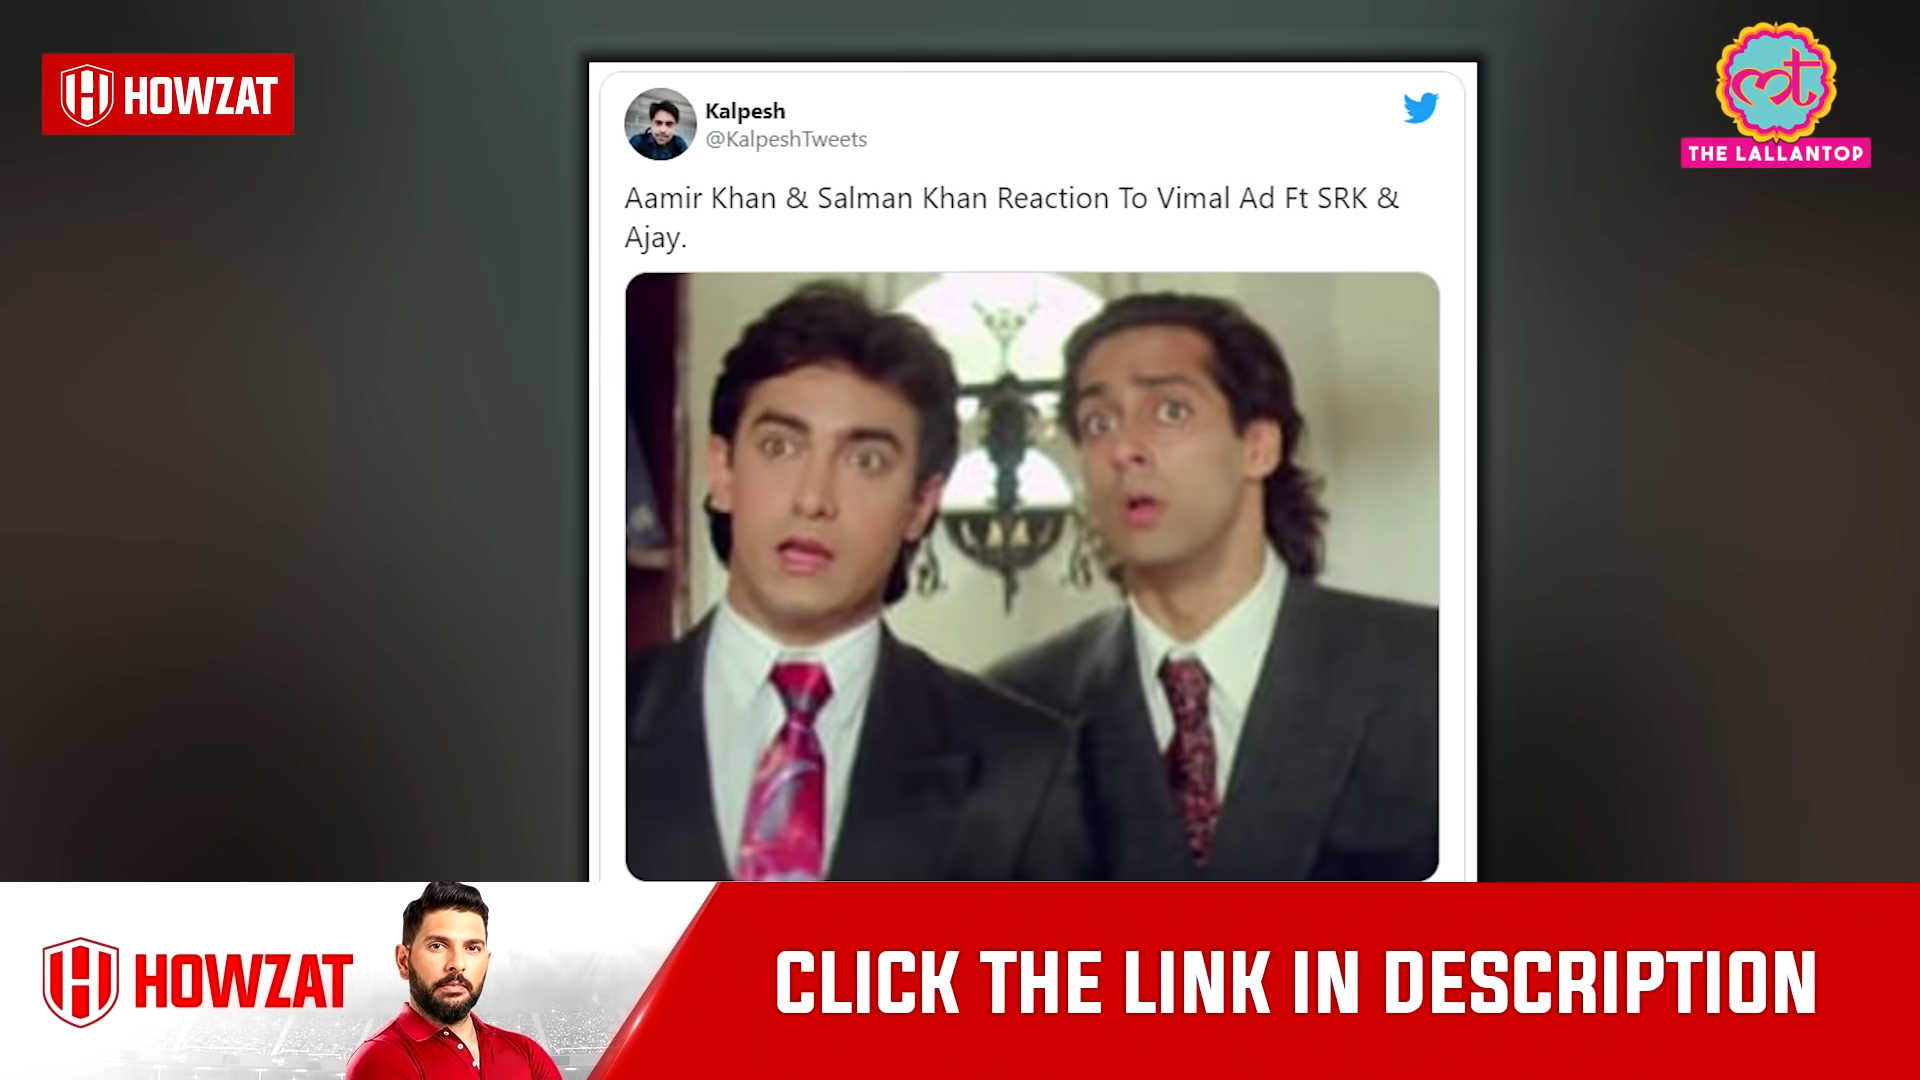 HOWZAT
मत
THE LALLANTOP
Kalpesh
@KalpeshTweets
Aamir Khan & Salman Khan Reaction To Vimal Ad Ft SRK &
Ajay.
HOWZAT
CLICK THE LINK IN DESCRIPTION